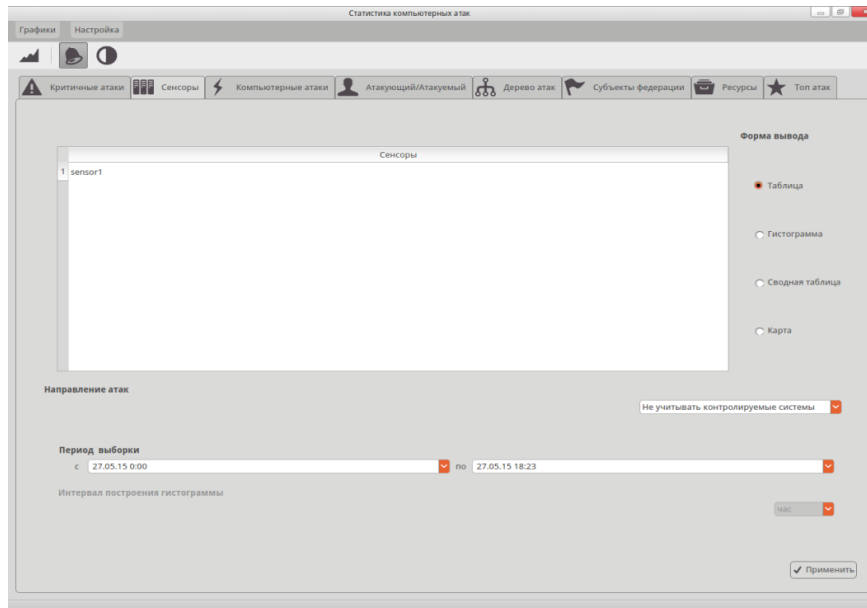 Статистика компьютерных атак
Графики Настройка
Критичные атаки Сенсоры Компьютерные атаки Атакующий/Атакуемый Дерево атак Субъекты федерации Ресурсы Топ атак
Форма вывода
Сенсоры
1 sensor1
Таблица
Гистограмма
Сводная таблица
Карта
Направление атак
Не учитывать контролируемые системы
Период выборки
с 27.05.15 0:00 по 27.05.15 18:23
Интервал построения гистограммы
час
Применить